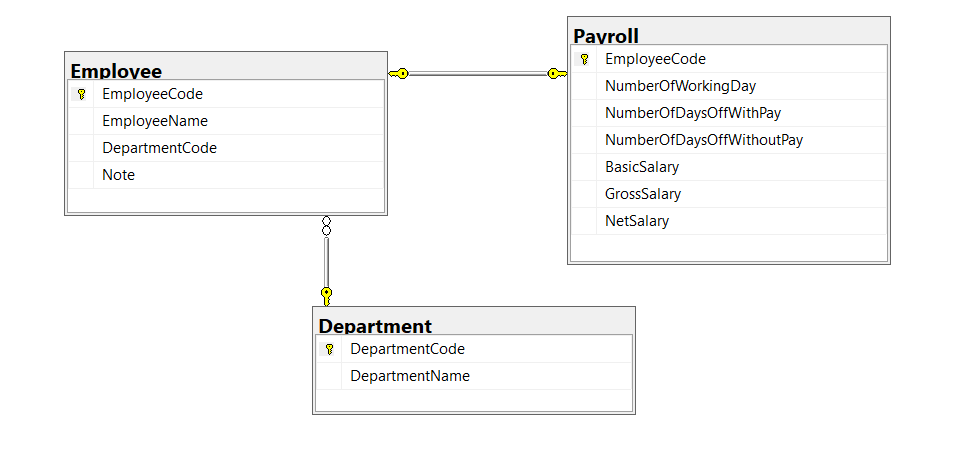 Employee
EmployeeCode
EmployeeName
DepartmentCode
Note
Payroll
EmployeeCode
NumberOfWorkingDay
NumberOfDaysOffWithPay
NumberOfDaysOffWithoutPay
BasicSalary
GrossSalary
NetSalary
Department
DepartmentCode
DepartmentName